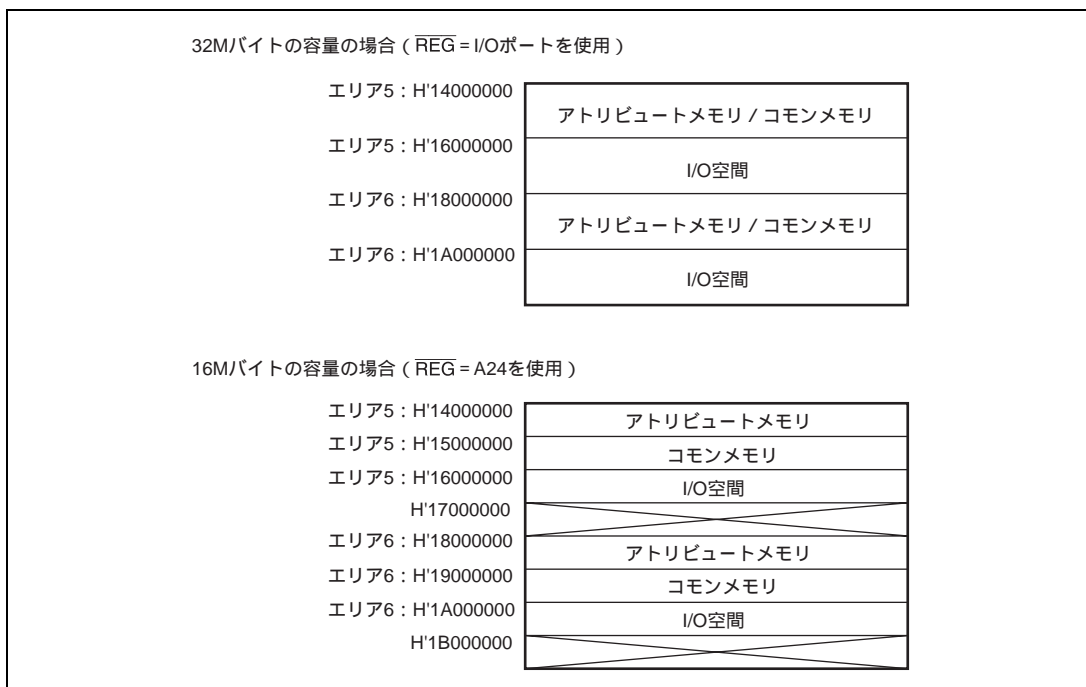 32Mバイトの容量の場合（REG = I/Oポートを使用）
エリア5：H'14000000
アトリビュートメモリ / コモンメモリ
エリア5：H'16000000
I/O空間
エリア6：H'18000000
アトリビュートメモリ / コモンメモリ
エリア6：H'1A000000
I/O空間
16Mバイトの容量の場合（REG = A24を使用）
エリア5：H'14000000
アトリビュートメモリ
エリア5：H'15000000
コモンメモリ
エリア5：H'16000000
I/O空間
H'17000000
エリア6：H'18000000
アトリビュートメモリ
エリア6：H'19000000
コモンメモリ
エリア6：H'1A000000
I/O空間
H'1B000000